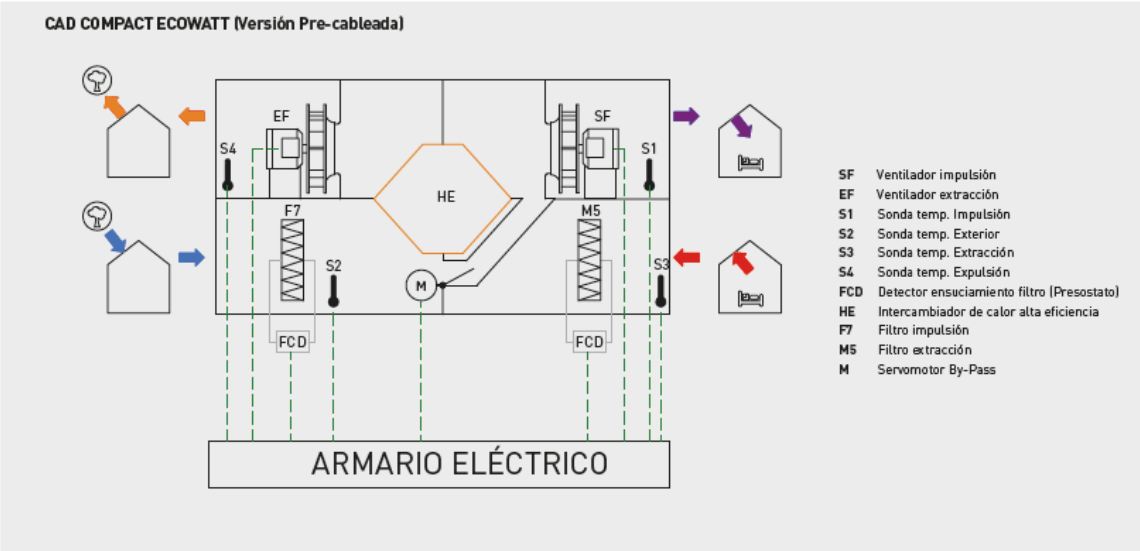 CAD COMPACT ECOWATT (Versión Pre-cableada)
EF
SF
S4
S1
HE
F7
M5
S2
S3
M
FCD
FCD
ARMARIO ELÉCTRICO
SF Ventilador impulsión
EF Ventilador extracción
S1 Sonda temp. Impulsión
S2 Sonda temp. Exterior
S3 Sonda temp. Extracción
S4 Sonda temp. Expulsión
FCD Detector ensuciamiento filtro (Presostato)
HE Intercambiador de calor alta eficiencia
F7 Filtro impulsión
M5 Filtro extracción
M Servomotor By-Pass